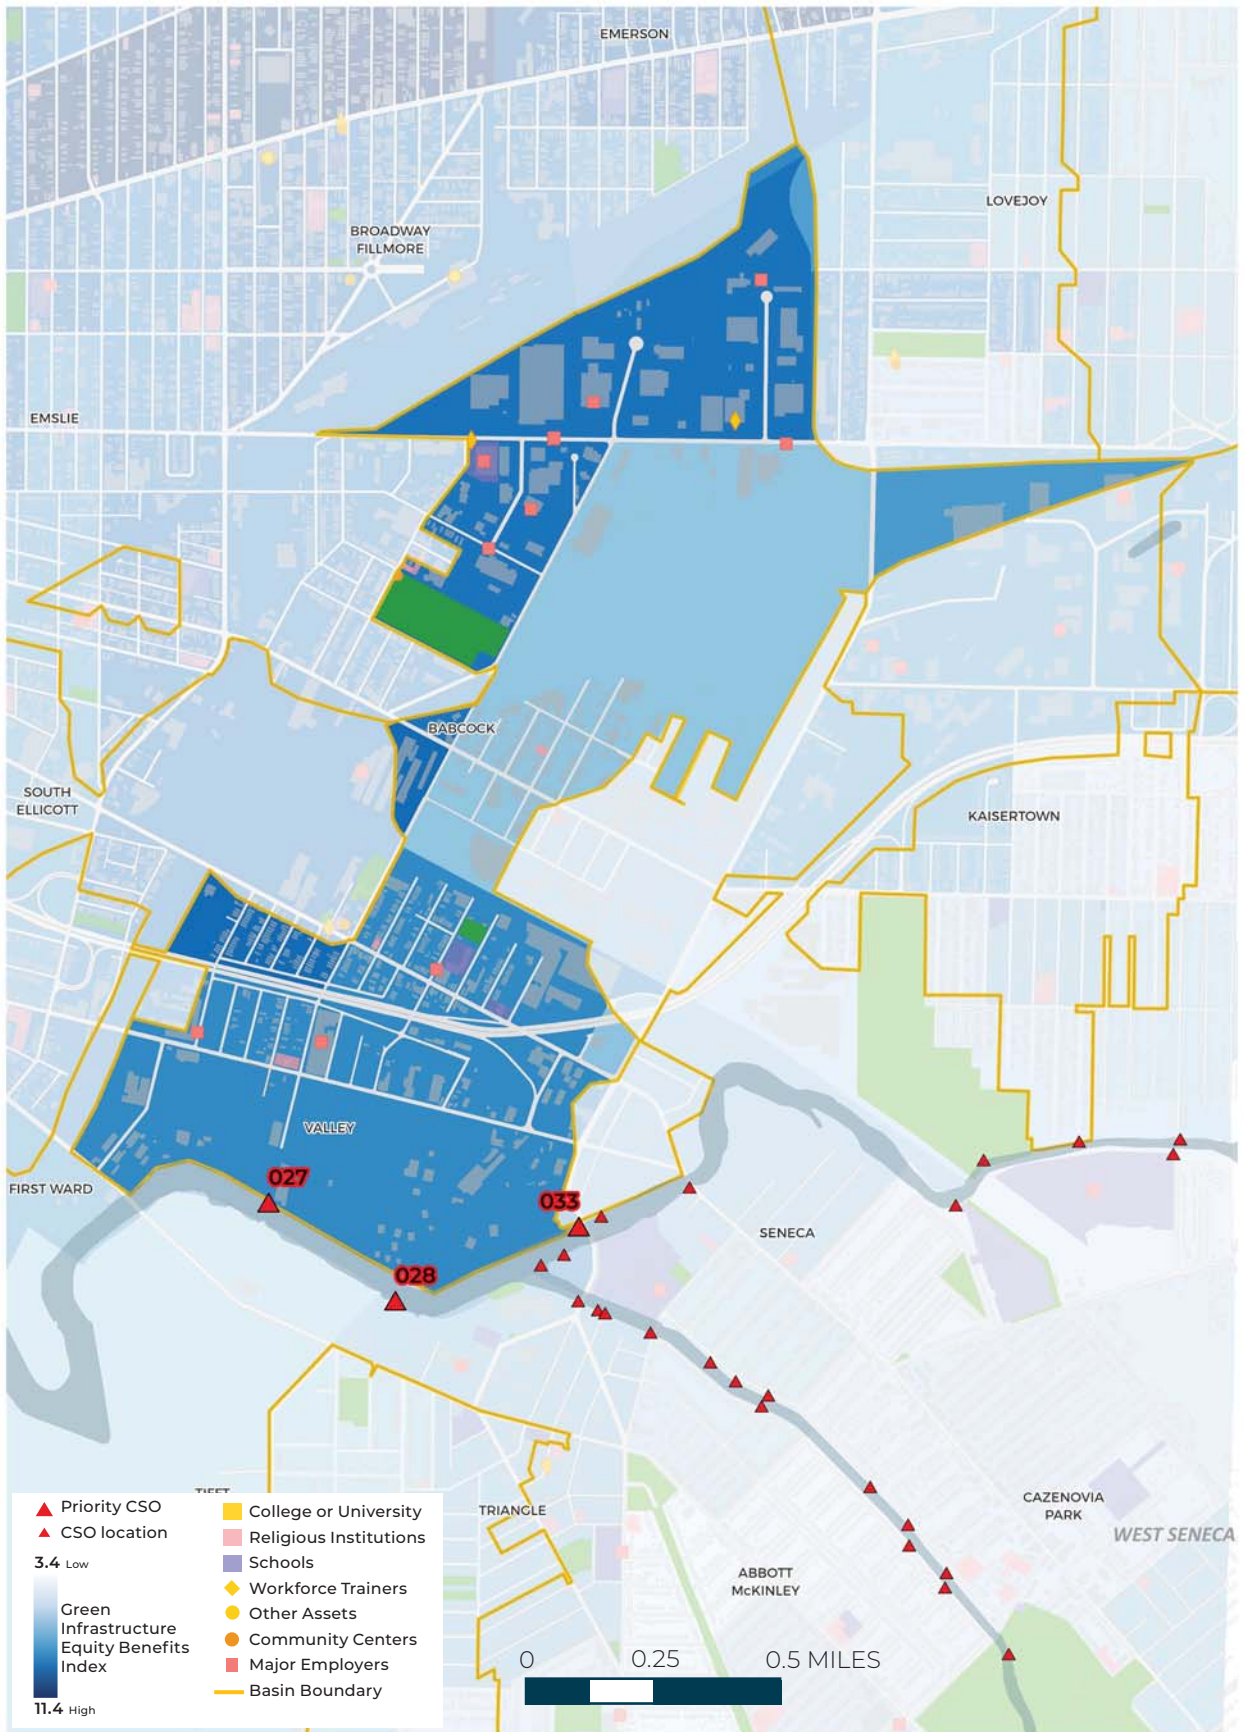 EMERSON
LOVEJOY
BROADWAY
FILLMORE
EMSLIE
BABCOCK
SOUTH
ELLICOTT
KAISERTOWN
VALLEY
027
FIRST WARD
033
SENECA
028
TIFFT
TRIANGLE
CAZENOVIA
PARK
WEST SENECA
ABBOTT
McKINLEY
Priority CSO
CSO location
3.4 Low
Green
Infrastructure
Equity Benefits
Index
11.4 High
College or University
Religious Institutions
Schools
Workforce Trainers
Other Assets
Community Centers
Major Employers
Basin Boundary
0 0.25 0.5 MILES